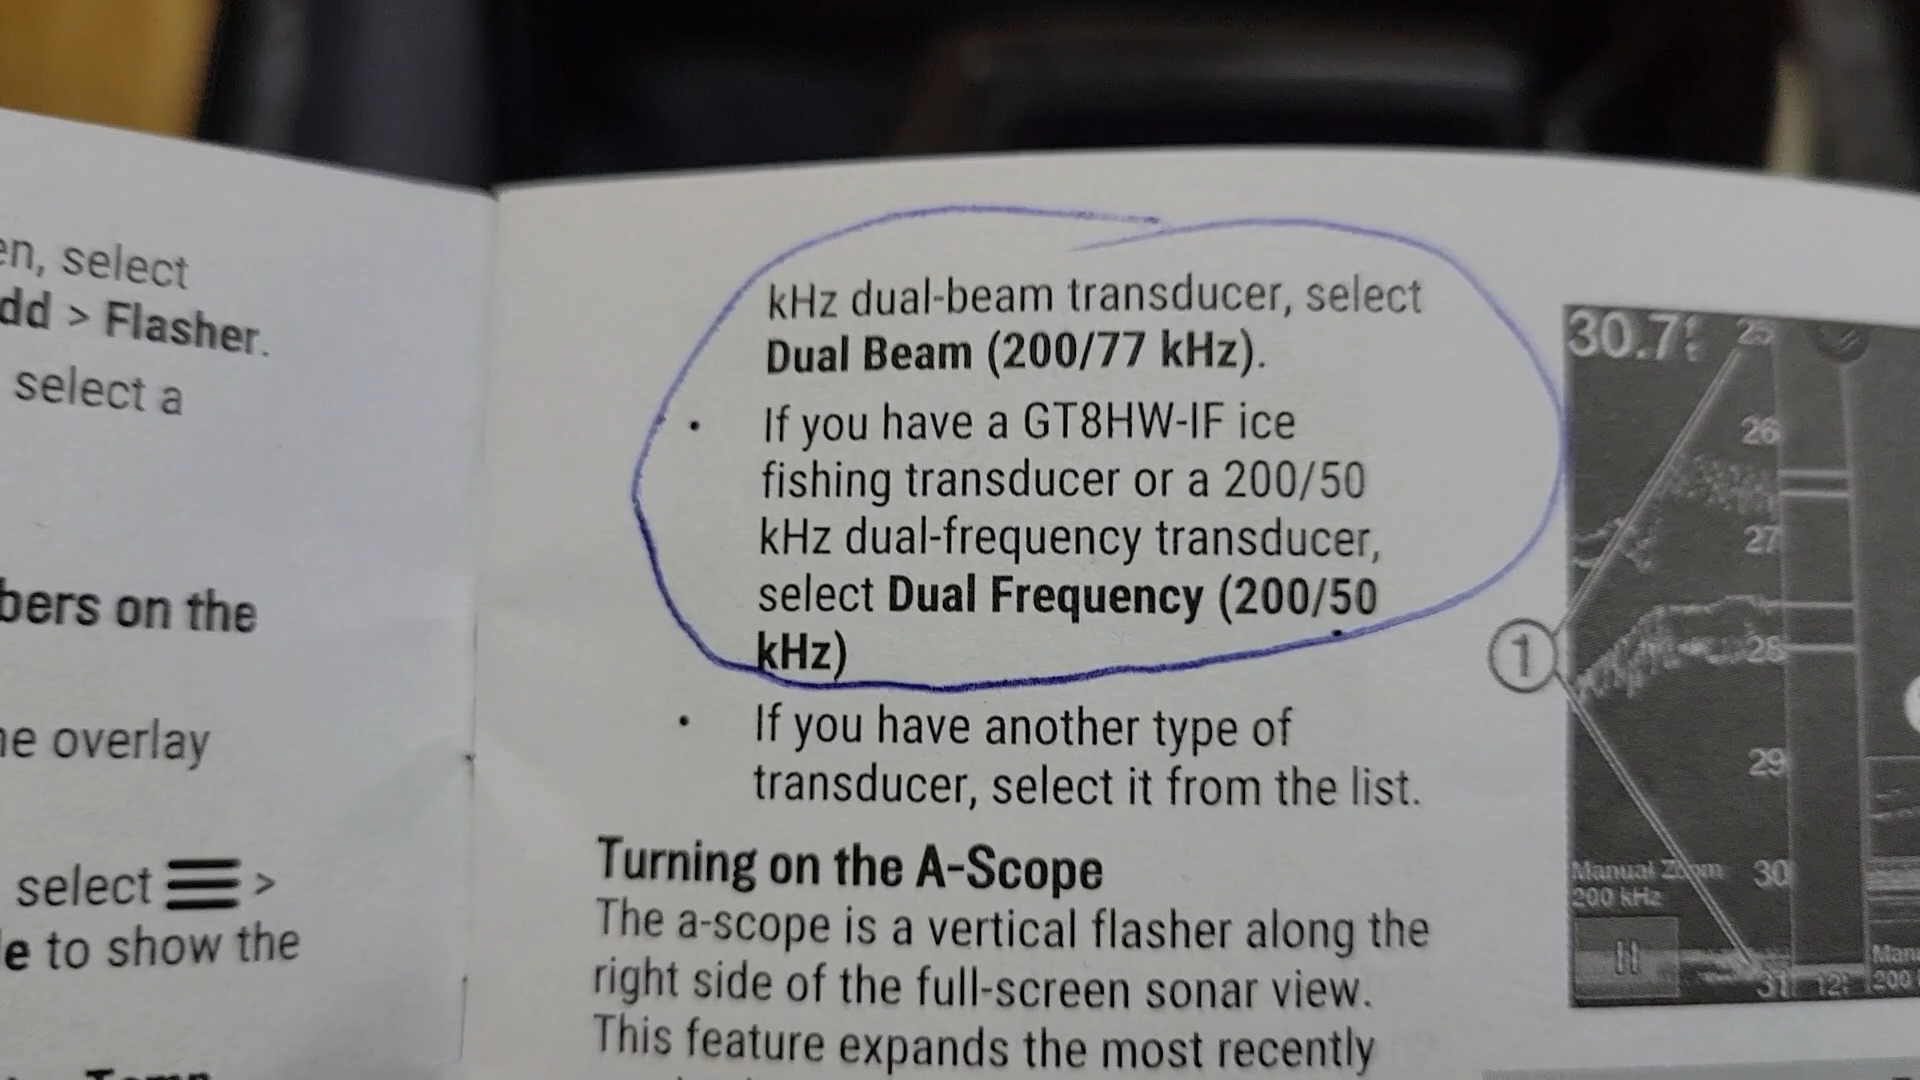 en, select
dd > Flasher.
select a
bers on the
ne overlay
select ☰ >
e to show the
kHz dual-beam transducer, select
Dual Beam (200/77 kHz).
• If you have a GT8HW-IF ice
fishing transducer or a 200/50
kHz dual-frequency transducer,
select Dual Frequency (200/50
kHz)
• If you have another type of
transducer, select it from the list.
Turning on the A-Scope
The a-scope is a vertical flasher along the
right side of the full-screen sonar view.
This feature expands the most recently
1
30.7
25
26
27
28
29
Manual Zoom
30
200 kHz
31
12
Man
200